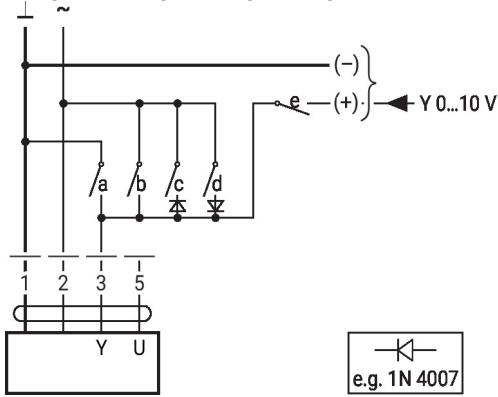 ⊥ ~
(–)
e (+) Y 0...10 V
a b c d
1 2 3 5
Y U
e.g. 1N 4007